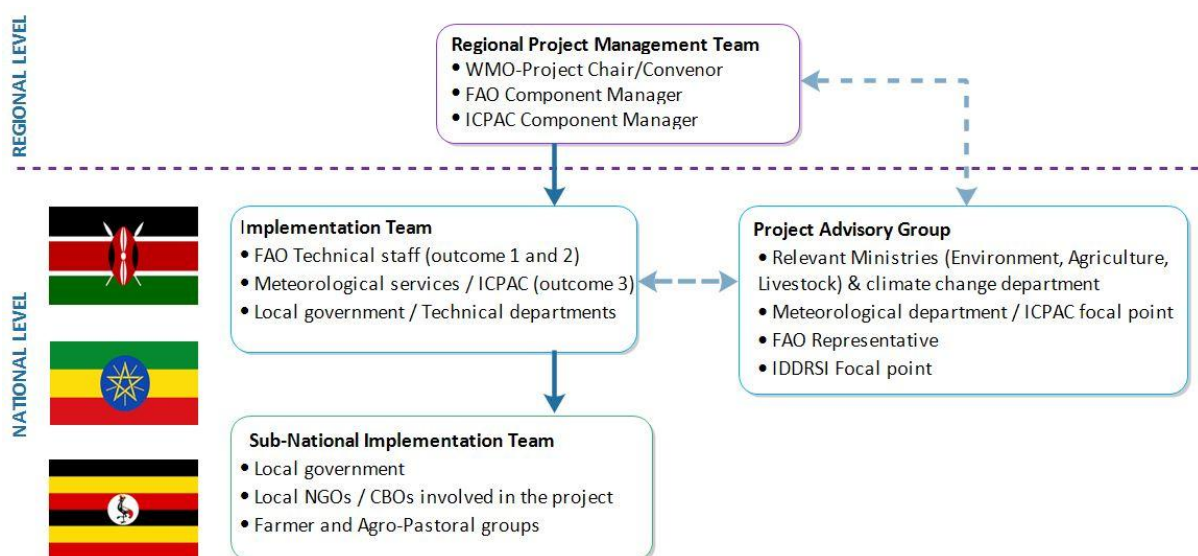 REGIONAL LEVEL
Regional Project Management Team
• WMO-Project Chair/Convenor
• FAO Component Manager
• ICPAC Component Manager
NATIONAL LEVEL
Implementation Team
• FAO Technical staff (outcome 1 and 2)
• Meteorological services / ICPAC (outcome 3)
• Local government / Technical departments
Project Advisory Group
• Relevant Ministries (Environment, Agriculture,
Livestock) & climate change department
• Meteorological department / ICPAC focal point
• FAO Representative
• IDDRSI Focal point
Sub-National Implementation Team
• Local government
• Local NGOs / CBOs involved in the project
• Farmer and Agro-Pastoral groups